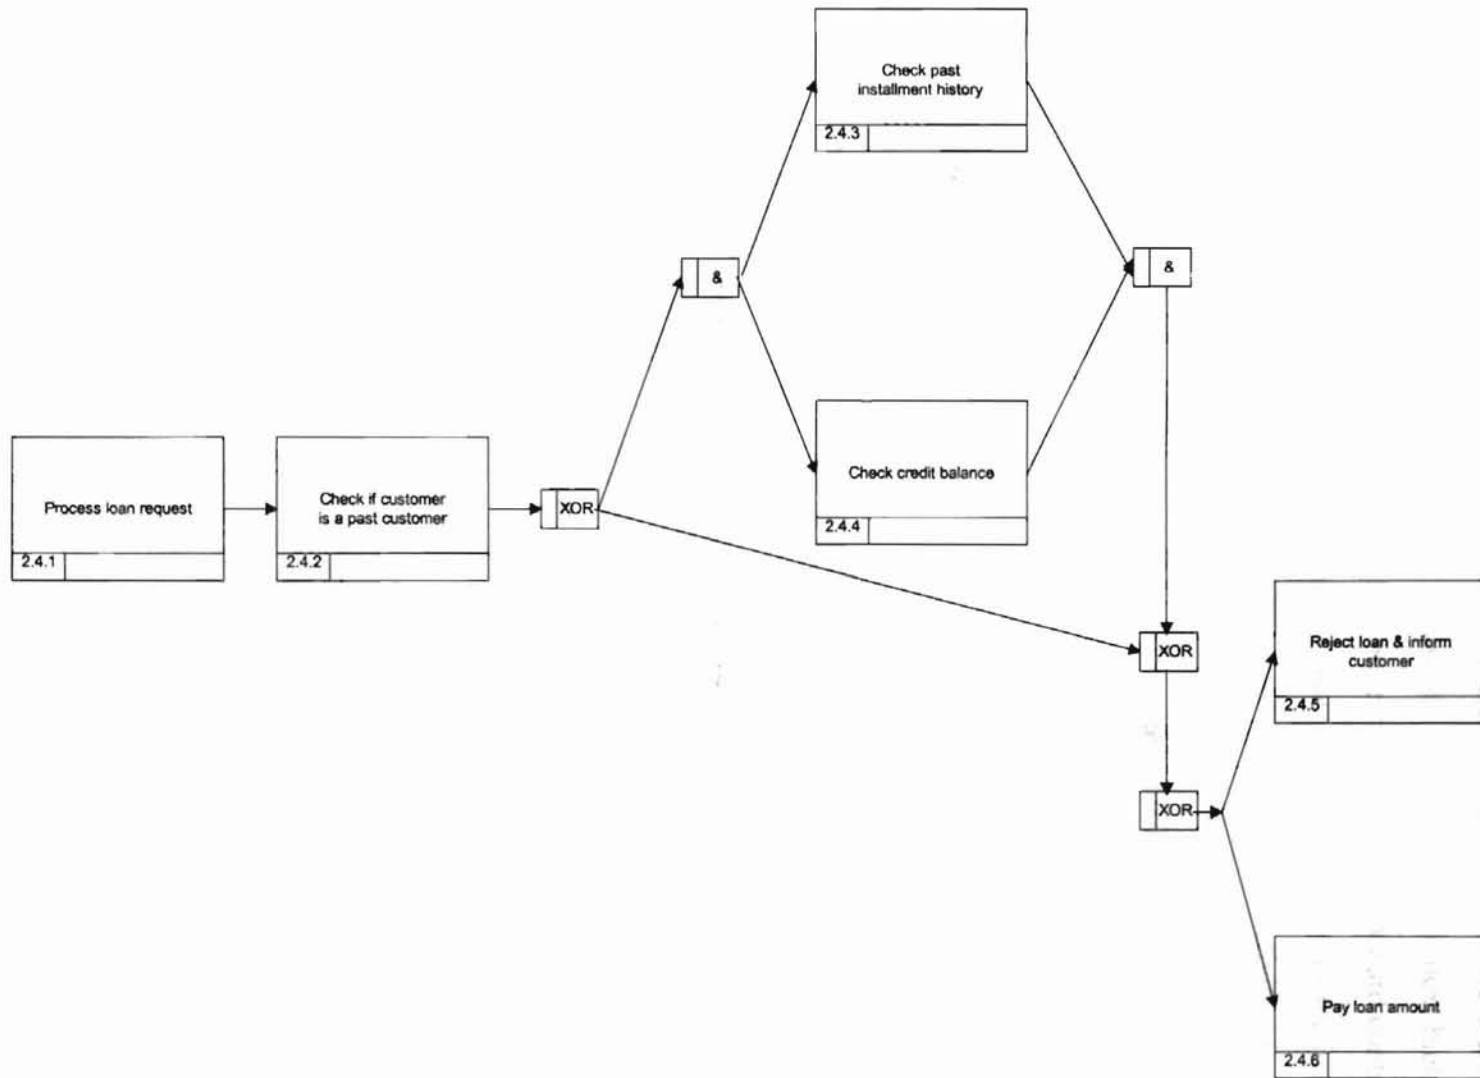 Check past
installment history
2.4.3
&
&
Process loan request
2.4.1
Check if customer
is a past customer
2.4.2
XOR
Check credit balance
2.4.4
XOR
Reject loan & inform
customer
2.4.5
XOR
Pay loan amount
2.4.6